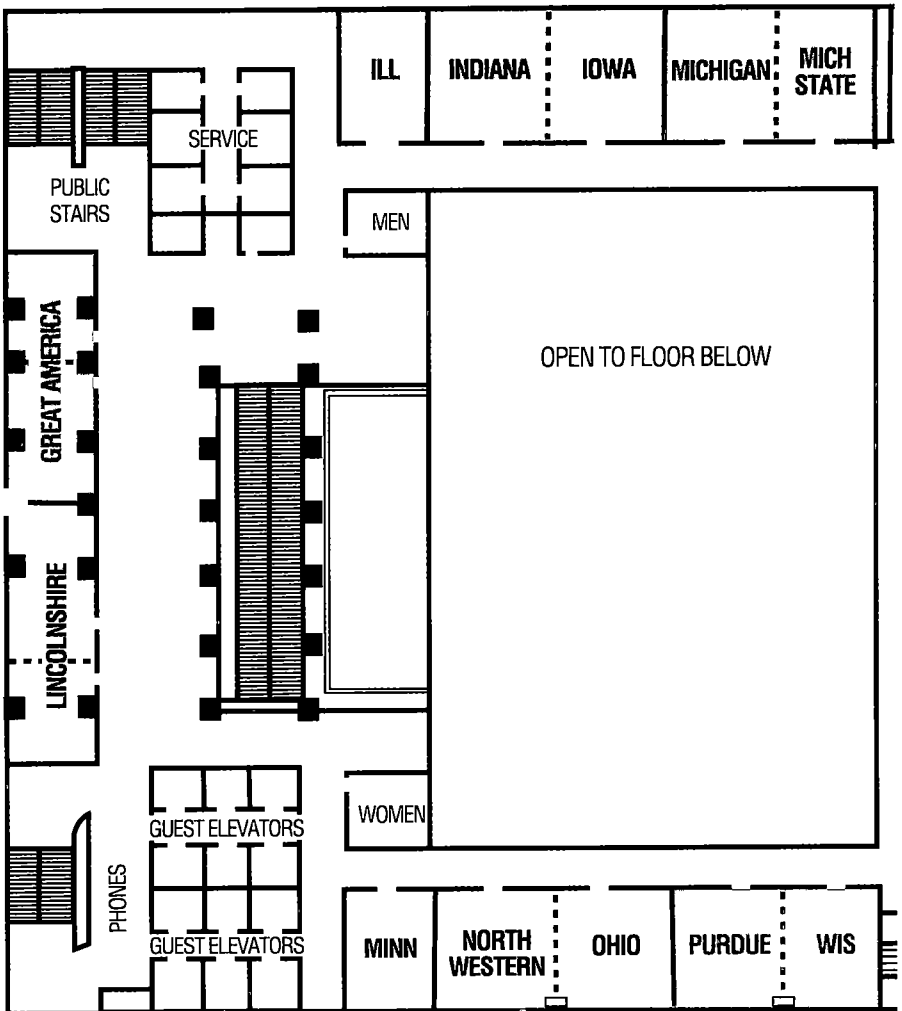 ILL
INDIANA
IOWA
MICHIGAN
MICH
STATE
SERVICE
PUBLIC
STAIRS
MEN
GREAT AMERICA
OPEN TO FLOOR BELOW
LINCOLNSHIRE
WOMEN
GUEST ELEVATORS
PHONES
GUEST ELEVATORS
MINN
NORTH
WESTERN
OHIO
PURDUE
WIS